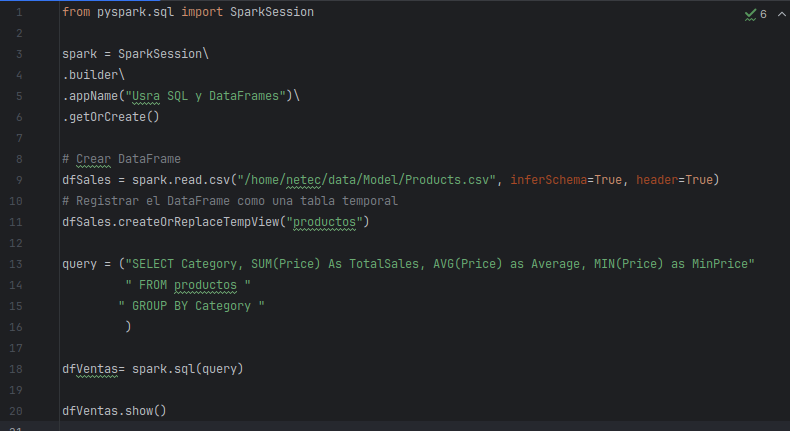 1 from pyspark.sql import SparkSession
2
3 spark = SparkSession\
4 .builder\
5 .appName("Usra SQL y DataFrames")\
6 .getOrCreate()
7
8 # Crear DataFrame
9 dfSales = spark.read.csv("/home/netec/data/Model/Products.csv", inferSchema=True, header=True)
10 # Registrar el DataFrame como una tabla temporal
11 dfSales.createOrReplaceTempView("productos")
12
13 query = ("SELECT Category, SUM(Price) As TotalSales, AVG(Price) as Average, MIN(Price) as MinPrice"
14 " FROM productos "
15 " GROUP BY Category "
16 )
17
18 dfVentas= spark.sql(query)
19
20 dfVentas.show()
6